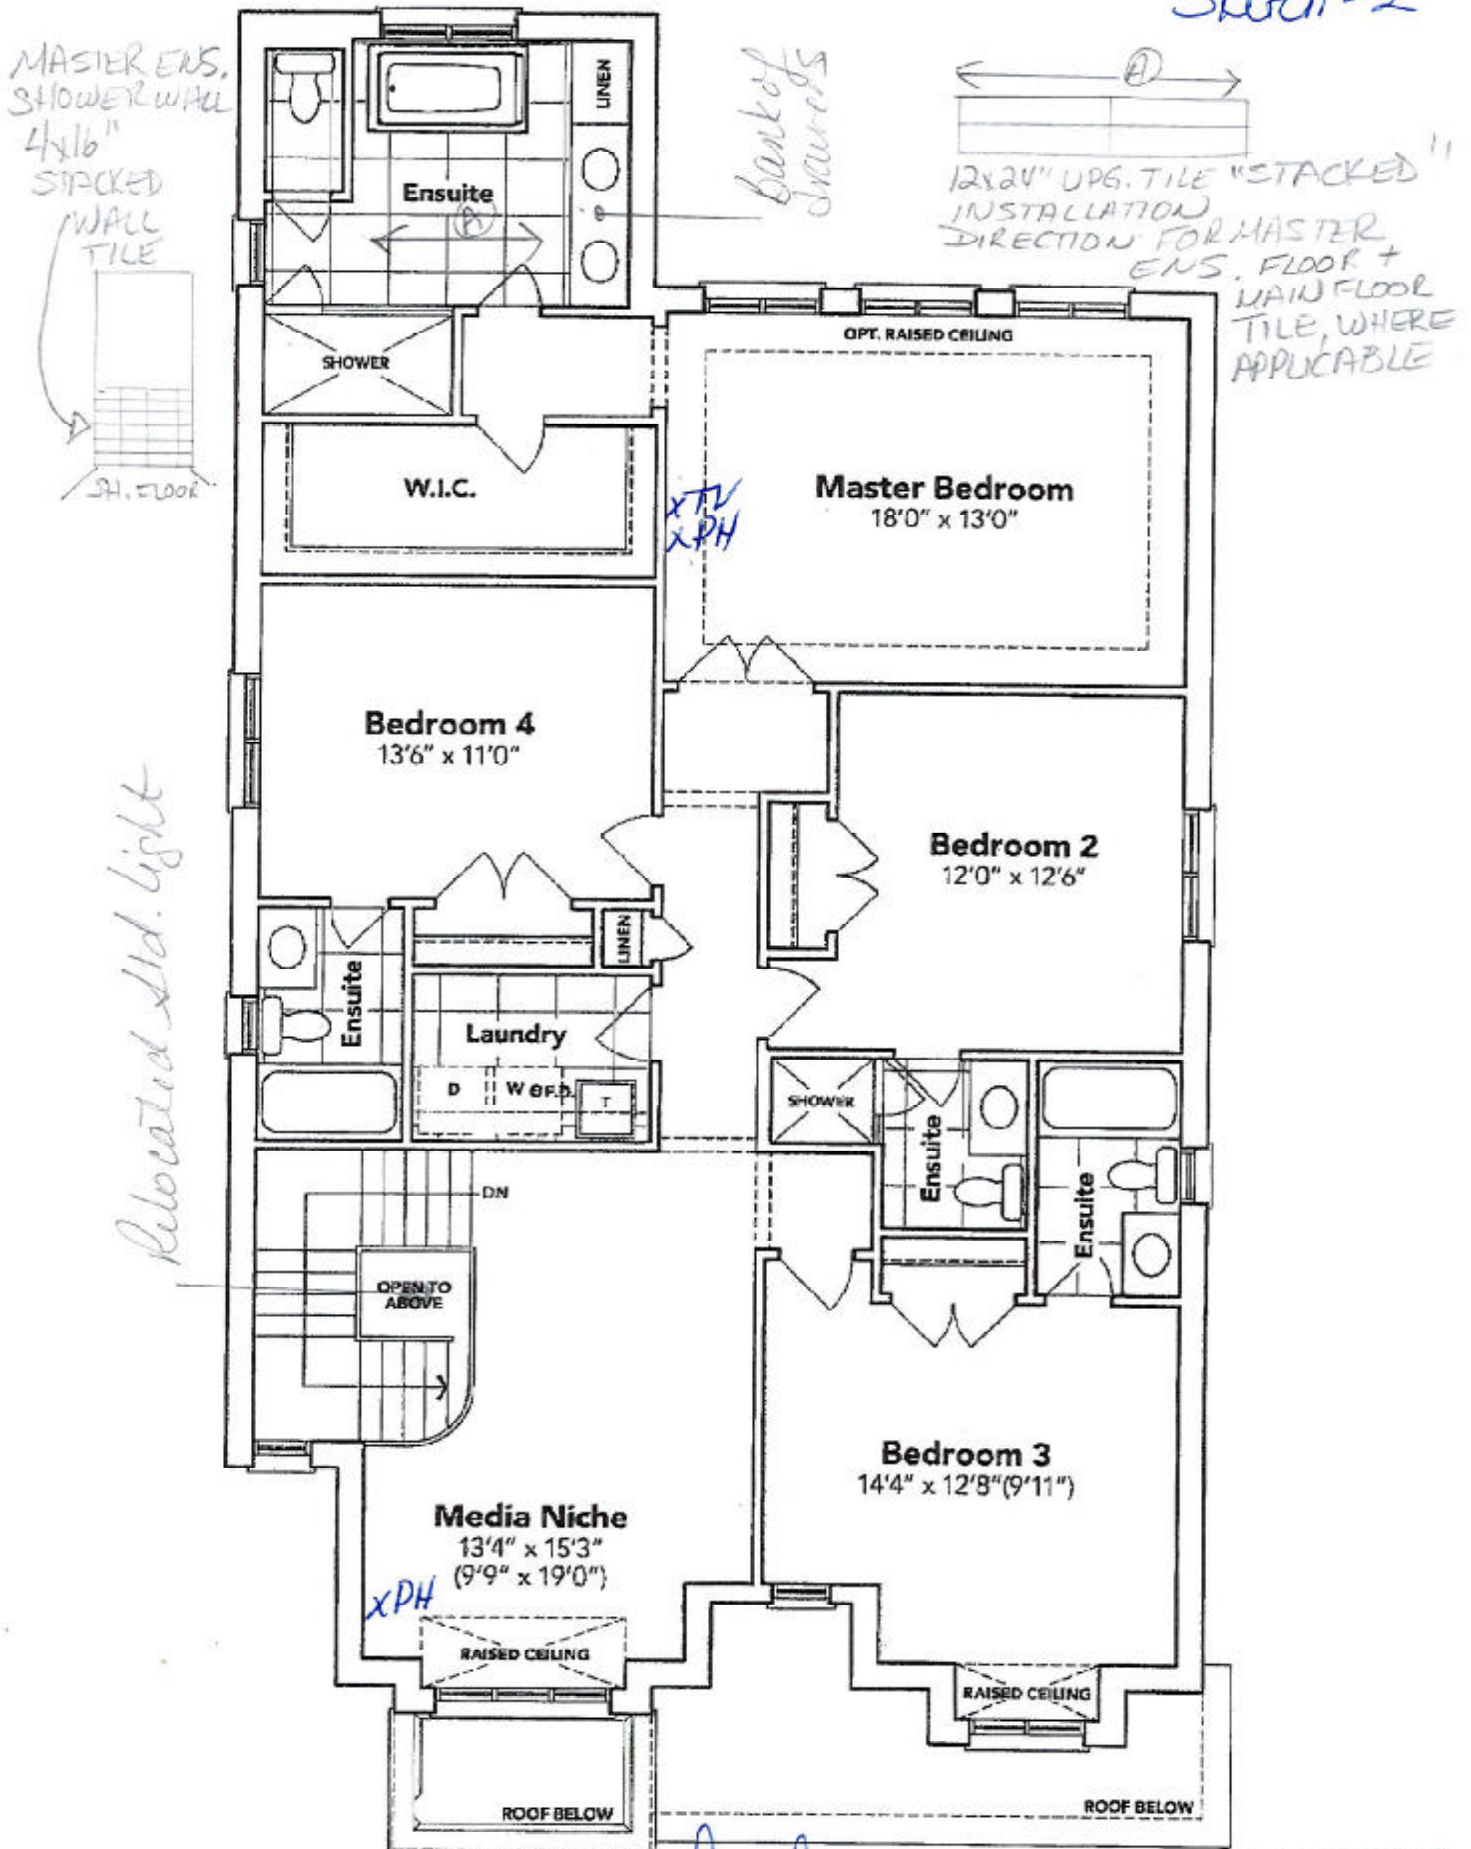 Sketch-2
MASTER ENS.
SHOWER WALL
4x16"
STACKED
WALL
TILE
SH. FLOOR
bank of
drawers
A
12x24" UPG. TILE "STACKED"
INSTALLATION
DIRECTION FOR MASTER
ENS. FLOOR +
MAIN FLOOR
TILE, WHERE
APPLICABLE
LINEN
Ensuite
A
SHOWER
OPT. RAISED CEILING
W.I.C.
xTV
xPH
Master Bedroom
18'0" x 13'0"
Bedroom 4
13'6" x 11'0"
Bedroom 2
12'0" x 12'6"
Relocated Std. Light
LINEN
Ensuite
Laundry
D
W
F.D.
T
SHOWER
Ensuite
Ensuite
DN
OPEN TO
ABOVE
Bedroom 3
14'4" x 12'8"(9'11")
Media Niche
13'4" x 15'3"
(9'9" x 19'0")
xPH
RAISED CEILING
RAISED CEILING
ROOF BELOW
ROOF BELOW